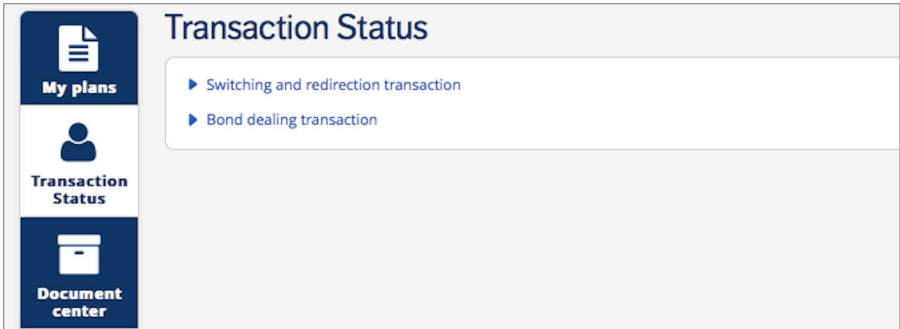 Transaction Status
My plans
Switching and redirection transaction
Bond dealing transaction
Transaction
Status
Document
center